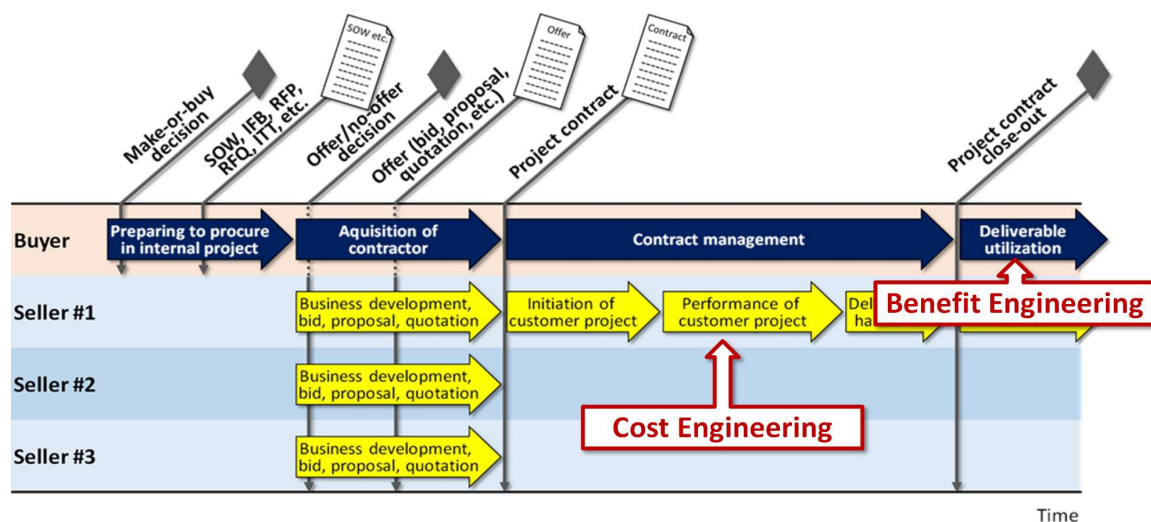 SOW etc.
Offer
Contract
Make-or-buy
decision
SOW, IFB, RFP,
RFQ, ITT, etc.
Offer/no-offer
decision
Offer (bid, proposal,
quotation, etc.)
Project contract
Project contract
close-out
Buyer
Preparing to procure
in internal project
Aquisition of
contractor
Contract management
Deliverable
utilization
Benefit Engineering
Seller #1
Business development,
bid, proposal, quotation
Initiation of
customer project
Performance of
customer project
Seller #2
Business development,
bid, proposal, quotation
Cost Engineering
Seller #3
Business development,
bid, proposal, quotation
Time